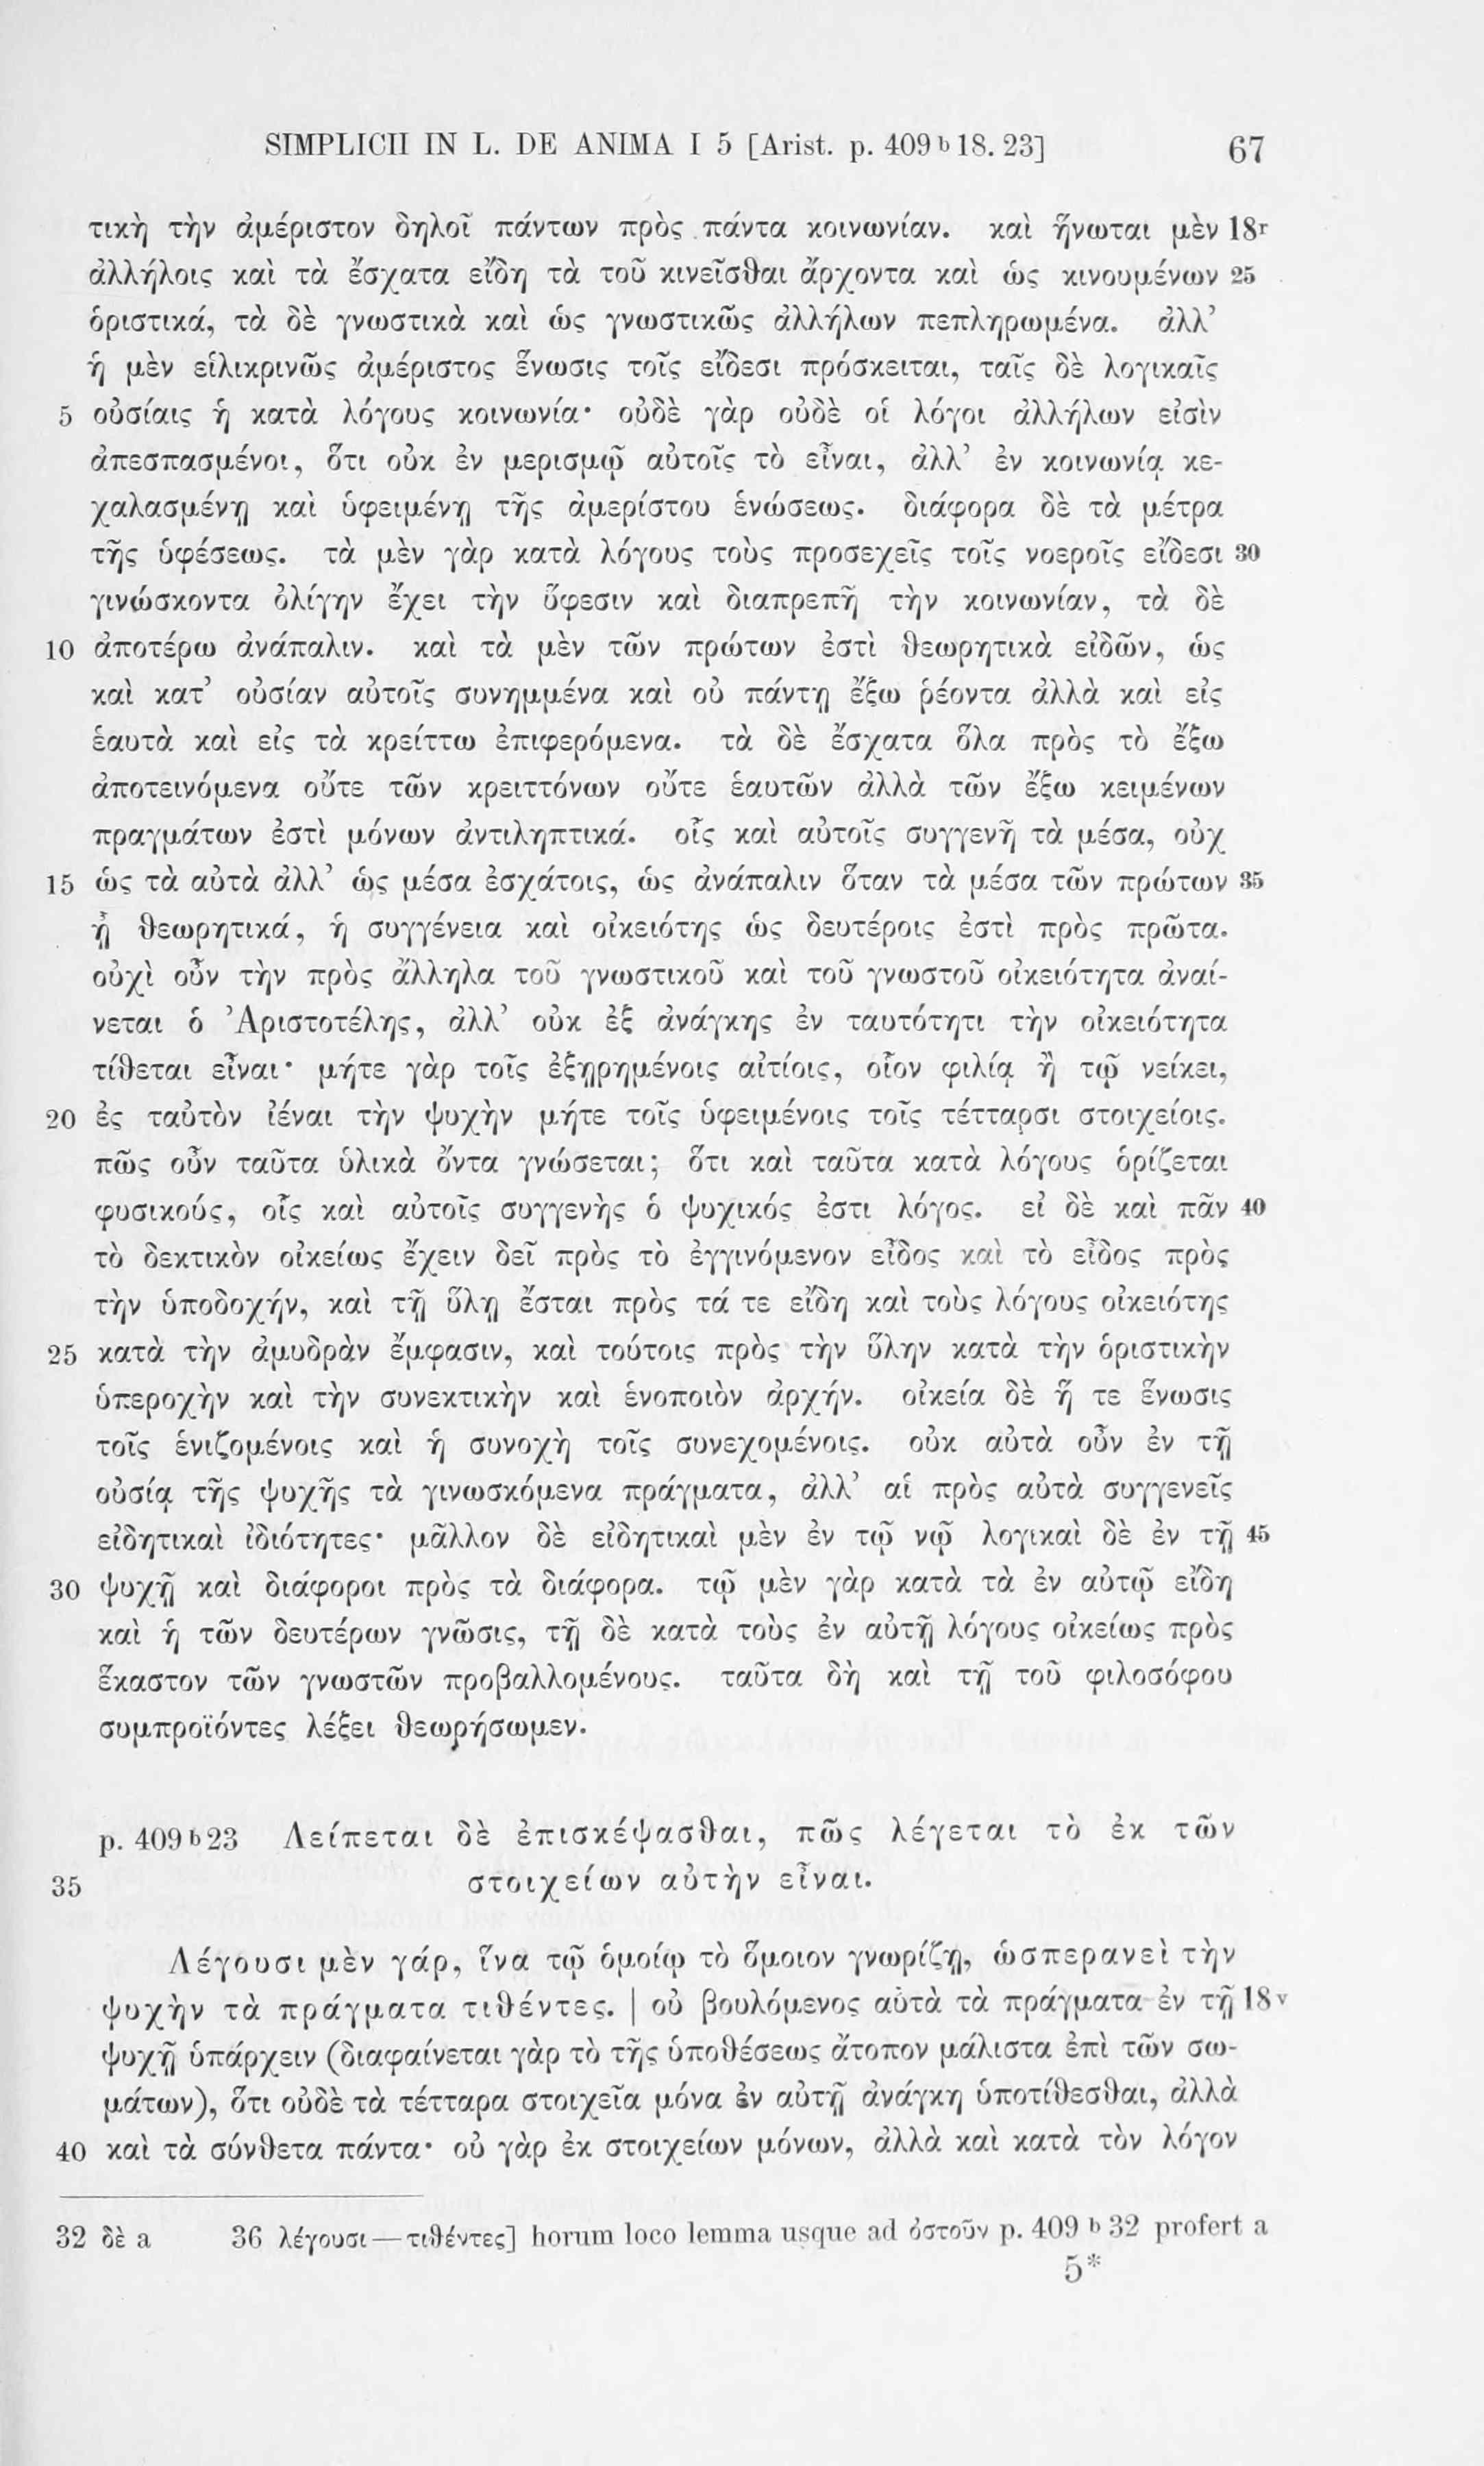 SIMPLICII IN L. DE ANIMA I 5 [Arist. p. 409 b 18. 23] 67
τικὴ τὴν ἀμέριστον δηλοῖ πάντων πρὸς πάντα κοινωνίαν. καὶ ἥνωται μὲν 18r
ἀλλήλοις καὶ τὰ ἔσχατα εἴδη τὰ τοῦ κινεῖσθαι ἄρχοντα καὶ ὡς κινουμένων 25
ὁριστικά, τὰ δὲ γνωστικὰ καὶ ὡς γνωστικῶς ἀλλήλων πεπληρωμένα. ἀλλ’
ἡ μὲν εἰλικρινῶς ἀμέριστος ἕνωσις τοῖς εἴδεσι πρόσκειται, ταῖς δὲ λογικαῖς
5 οὐσίαις ἡ κατὰ λόγους κοινωνία· οὐδὲ γὰρ οὐδὲ οἱ λόγοι ἀλλήλων εἰσὶν
ἀπεσπασμένοι, ὅτι οὐκ ἐν μερισμῷ αὐτοῖς τὸ εἶναι, ἀλλ’ ἐν κοινωνίᾳ κε-
χαλασμένῃ καὶ ὑφειμένῃ τῆς ἀμερίστου ἑνώσεως. διάφορα δὲ τὰ μέτρα
τῆς ὑφέσεως. τὰ μὲν γὰρ κατὰ λόγους τοὺς προσεχεῖς τοῖς νοεροῖς εἴδεσι 30
γινώσκοντα ὀλίγην ἔχει τὴν ὕφεσιν καὶ διαπρεπῆ τὴν κοινωνίαν, τὰ δὲ
10 ἀποτέρω ἀνάπαλιν. καὶ τὰ μὲν τῶν πρώτων ἐστὶ θεωρητικὰ εἰδῶν, ὡς
καὶ κατ’ οὐσίαν αὐτοῖς συνημμένα καὶ οὐ πάντῃ ἔξω ῥέοντα ἀλλὰ καὶ εἰς
ἑαυτὰ καὶ εἰς τὰ κρείττω ἐπιφερόμενα. τὰ δὲ ἔσχατα ὅλα πρὸς τὸ ἔξω
ἀποτεινόμενα οὔτε τῶν κρειττόνων οὔτε ἑαυτῶν ἀλλὰ τῶν ἔξω κειμένων
πραγμάτων ἐστὶ μόνων ἀντιληπτικά. οἷς καὶ αὐτοῖς συγγενῆ τὰ μέσα, οὐχ
15 ὡς τὰ αὐτὰ ἀλλ’ ὡς μέσα ἐσχάτοις, ὡς ἀνάπαλιν ὅταν τὰ μέσα τῶν πρώτων 35
ᾖ θεωρητικά, ἡ συγγένεια καὶ οἰκειότης ὡς δευτέροις ἐστὶ πρὸς πρῶτα.
οὐχὶ οὖν τὴν πρὸς ἄλληλα τοῦ γνωστικοῦ καὶ τοῦ γνωστοῦ οἰκειότητα ἀναί-
νεται ὁ Ἀριστοτέλης, ἀλλ’ οὐκ ἐξ ἀνάγκης ἐν ταυτότητι τὴν οἰκειότητα
τίθεται εἶναι· μήτε γὰρ τοῖς ἐξῃρημένοις αἰτίοις, οἷον φιλίᾳ ἢ τῷ νείκει,
20 ἐς ταὐτὸν ἰέναι τὴν ψυχὴν μήτε τοῖς ὑφειμένοις τοῖς τέτταρσι στοιχείοις.
πῶς οὖν ταῦτα ὑλικὰ ὄντα γνώσεται; ὅτι καὶ ταῦτα κατὰ λόγους ὁρίζεται
φυσικούς, οἷς καὶ αὐτοῖς συγγενὴς ὁ ψυχικός ἐστι λόγος. εἰ δὲ καὶ πᾶν 40
τὸ δεκτικὸν οἰκείως ἔχειν δεῖ πρὸς τὸ ἐγγινόμενον εἶδος καὶ τὸ εἶδος πρὸς
τὴν ὑποδοχήν, καὶ τῇ ὕλῃ ἔσται πρὸς τά τε εἴδη καὶ τοὺς λόγους οἰκειότης
25 κατὰ τὴν ἀμυδρὰν ἔμφασιν, καὶ τούτοις πρὸς τὴν ὕλην κατὰ τὴν ὁριστικὴν
ὑπεροχὴν καὶ τὴν συνεκτικὴν καὶ ἑνοποιὸν ἀρχήν. οἰκεία δὲ ἥ τε ἕνωσις
τοῖς ἑνιζομένοις καὶ ἡ συνοχὴ τοῖς συνεχομένοις. οὐκ αὐτὰ οὖν ἐν τῇ
οὐσίᾳ τῆς ψυχῆς τὰ γινωσκόμενα πράγματα, ἀλλ’ αἱ πρὸς αὐτὰ συγγενεῖς
εἰδητικαὶ ἰδιότητες· μᾶλλον δὲ εἰδητικαὶ μὲν ἐν τῷ νῷ λογικαὶ δὲ ἐν τῇ 45
30 ψυχῇ καὶ διάφοροι πρὸς τὰ διάφορα. τῷ μὲν γὰρ κατὰ τὰ ἐν αὐτῷ εἴδη
καὶ ἡ τῶν δευτέρων γνῶσις, τῇ δὲ κατὰ τοὺς ἐν αὐτῇ λόγους οἰκείως πρὸς
ἕκαστον τῶν γνωστῶν προβαλλομένους. ταῦτα δὴ καὶ τῇ τοῦ φιλοσόφου
συμπροϊόντες λέξει θεωρήσωμεν.
p. 409 b 23 Λείπεται δὲ ἐπισκέψασθαι, πῶς λέγεται τὸ ἐκ τῶν
35 στοιχείων αὐτὴν εἶναι.
Λέγουσι μὲν γάρ, ἵνα τῷ ὁμοίῳ τὸ ὅμοιον γνωρίζῃ, ὡσπερανεὶ τὴν
ψυχὴν τὰ πράγματα τιθέντες. | οὐ βουλόμενος αὐτὰ τὰ πράγματα ἐν τῇ 18v
ψυχῇ ὑπάρχειν (διαφαίνεται γὰρ τὸ τῆς ὑποθέσεως ἄτοπον μάλιστα ἐπὶ τῶν σω-
μάτων), ὅτι οὐδὲ τὰ τέτταρα στοιχεῖα μόνα ἐν αὐτῇ ἀνάγκη ὑποτίθεσθαι, ἀλλὰ
40 καὶ τὰ σύνθετα πάντα· οὐ γὰρ ἐκ στοιχείων μόνων, ἀλλὰ καὶ κατὰ τὸν λόγον
32 δὲ a 36 λέγουσι—τιθέντες] horum loco lemma usque ad ὀστοῦν p. 409 b 32 profert a
5*